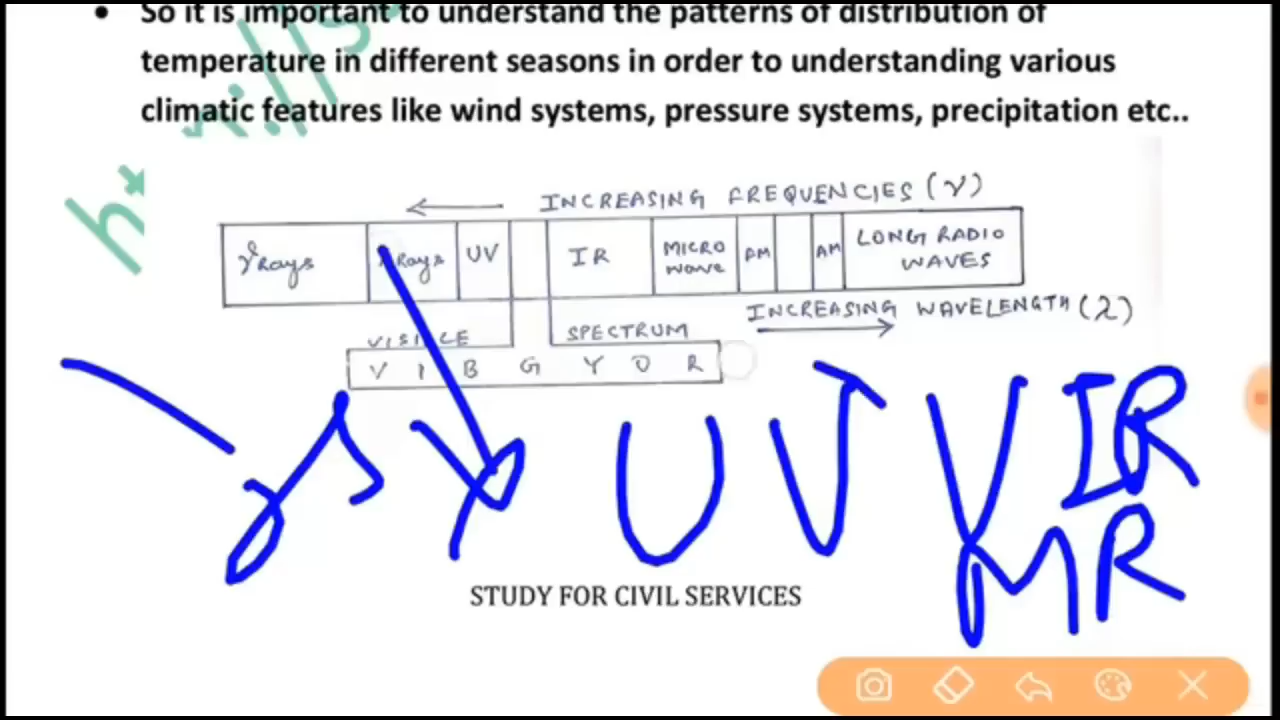 • So it is important to understand the patterns of distribution of
temperature in different seasons in order to understanding various
climatic features like wind systems, pressure systems, precipitation etc..
INCREASING FREQUENCIES (ν)
γ Rays X Rays UV IR MICRO WAVE AM LONG RADIO WAVES
INCREASING WAVELENGTH (λ)
VISIBLE SPECTRUM
V I B G Y O R
γ X U V V IR
MR
STUDY FOR CIVIL SERVICES